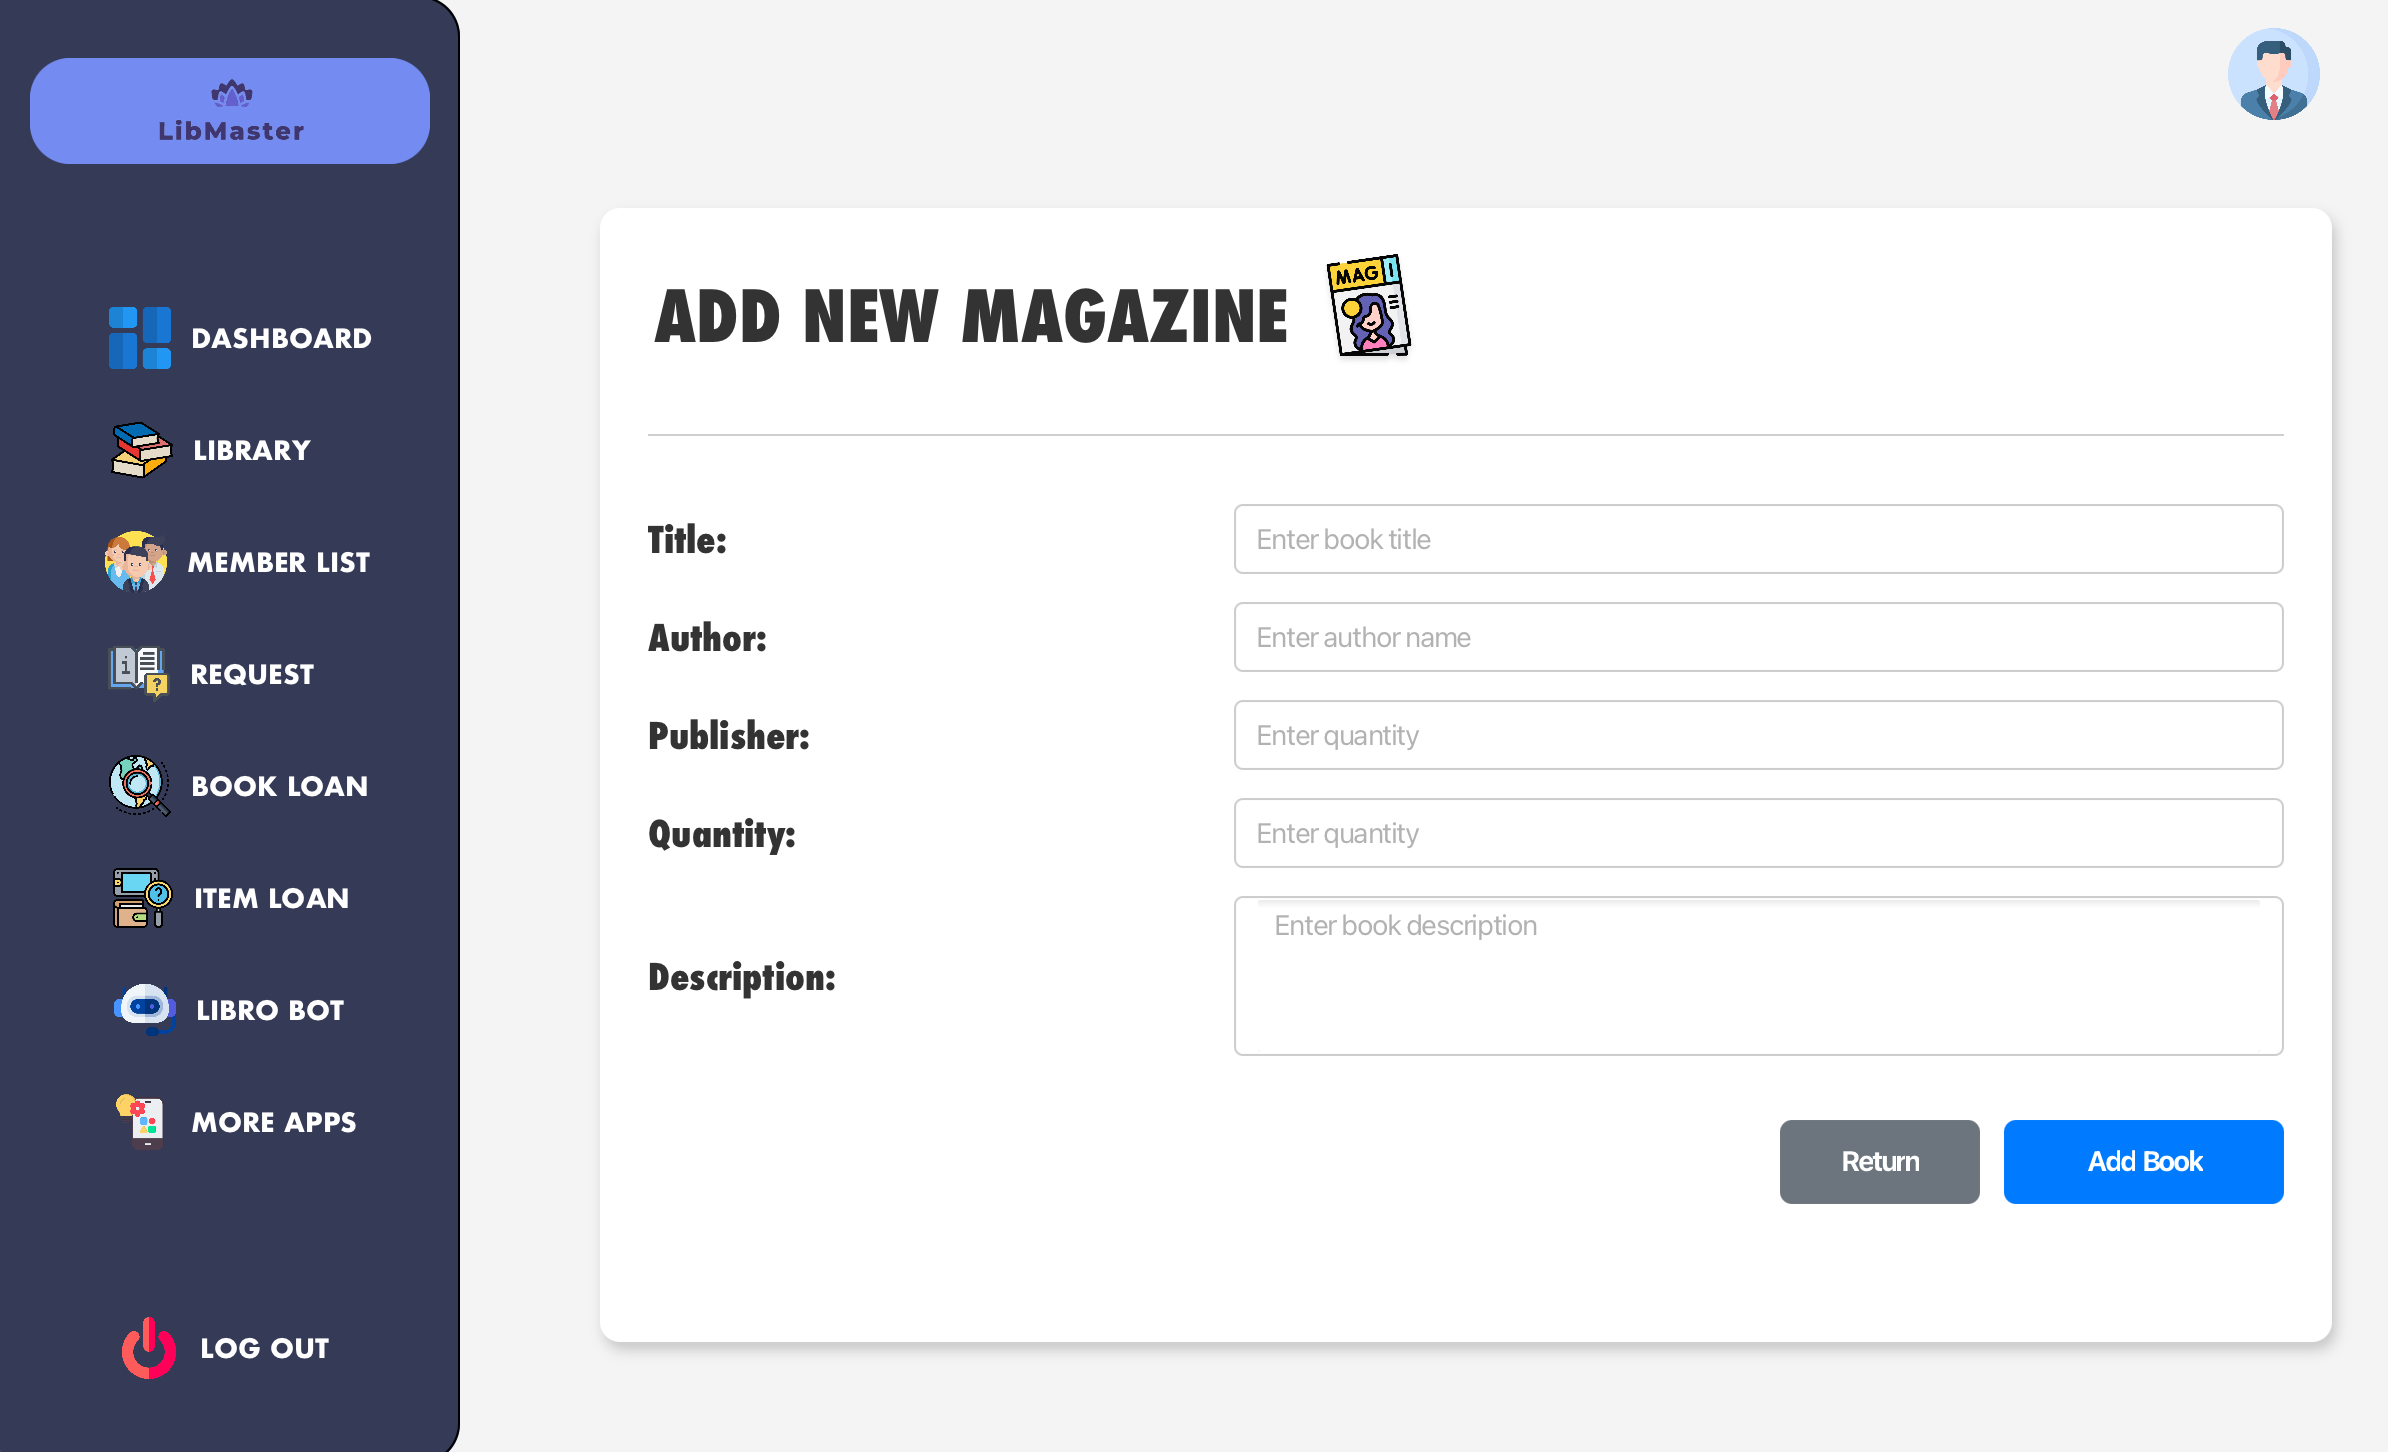 LibMaster
DASHBOARD
LIBRARY
MEMBER LIST
REQUEST
BOOK LOAN
ITEM LOAN
LIBRO BOT
MORE APPS
LOG OUT
ADD NEW MAGAZINE
MAG
Title:
Enter book title
Author:
Enter author name
Publisher:
Enter quantity
Quantity:
Enter quantity
Description:
Enter book description
Return
Add Book